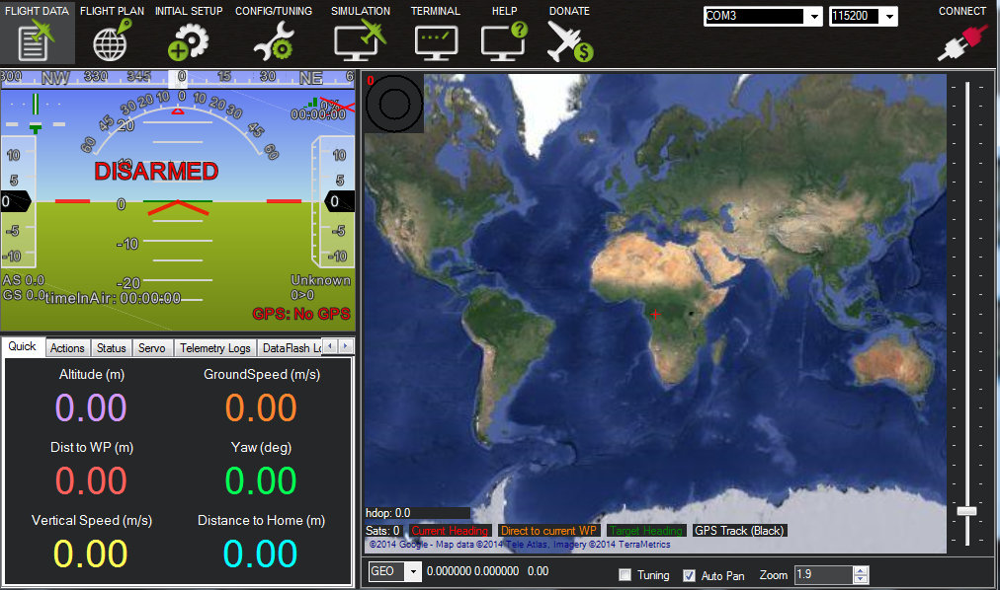 FLIGHT DATA FLIGHT PLAN INITIAL SETUP CONFIG/TUNING SIMULATION TERMINAL HELP DONATE COM3 115200 CONNECT
300 NW 330 345 0 15 30 NE 6
60 45 30 20 10 0 10 20 30 45 60
0%
00:00:00
20
10 10 10
DISARMED
5 5
0 0 0
-5 -5
-10 -10 -10
AS 0.0 -20 Unknown
GS 0.0 timeInAir: 00:00:00 0>0
GPS: No GPS
Quick Actions Status Servo Telemetry Logs DataFlash Lo
Altitude (m) GroundSpeed (m/s)
0.00 0.00
Dist to WP (m) Yaw (deg)
0.00 0.00
Vertical Speed (m/s) Distance to Home (m)
0.00 0.00
0
hdop: 0.0
Sats: 0 Current Heading Direct to current WP Target Heading GPS Track (Black)
©2014 Google - Map data ©2014 Tele Atlas, Imagery ©2014 TerraMetrics
GEO 0.000000 0.000000 0.00 Tuning Auto Pan Zoom 1.9